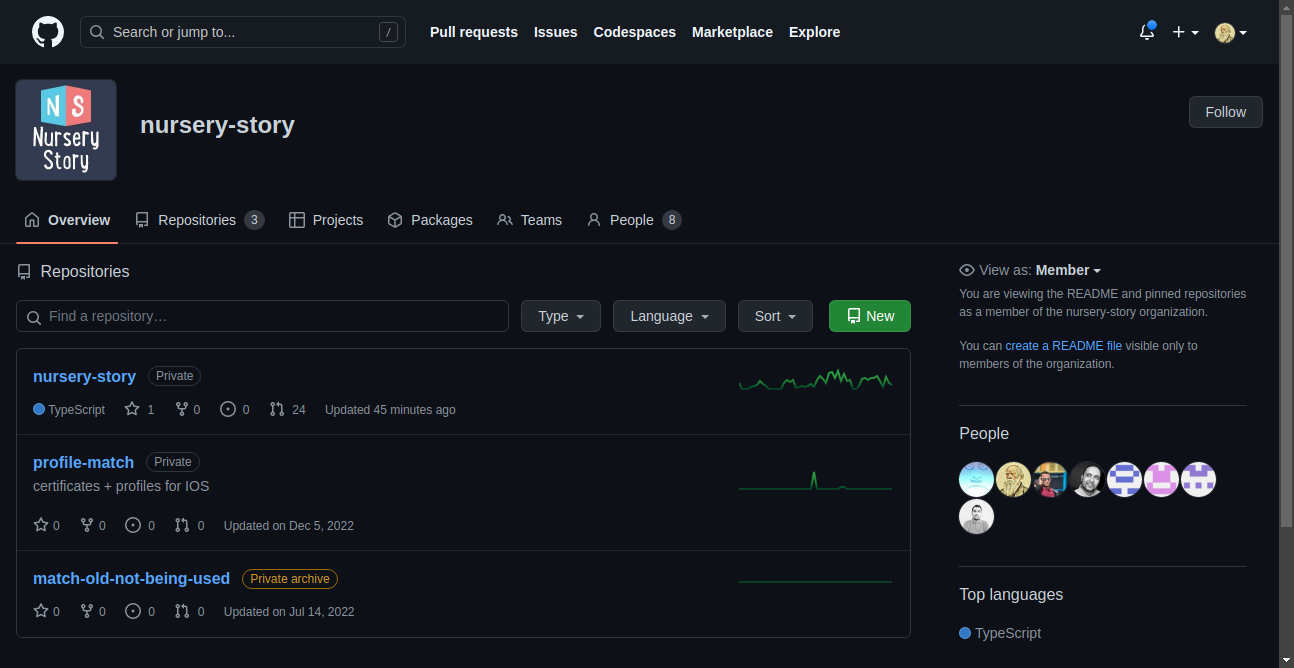 Search or jump to... /
Pull requests Issues Codespaces Marketplace Explore
N S
Nursery
Story
nursery-story
Follow
Overview Repositories 3 Projects Packages Teams People 8
Repositories
Find a repository…
Type Language Sort New
nursery-story Private
TypeScript 1 0 0 24 Updated 45 minutes ago
profile-match Private
certificates + profiles for IOS
0 0 0 0 Updated on Dec 5, 2022
match-old-not-being-used Private archive
0 0 0 0 Updated on Jul 14, 2022
View as: Member
You are viewing the README and pinned repositories
as a member of the nursery-story organization.
You can create a README file visible only to
members of the organization.
People
Top languages
TypeScript